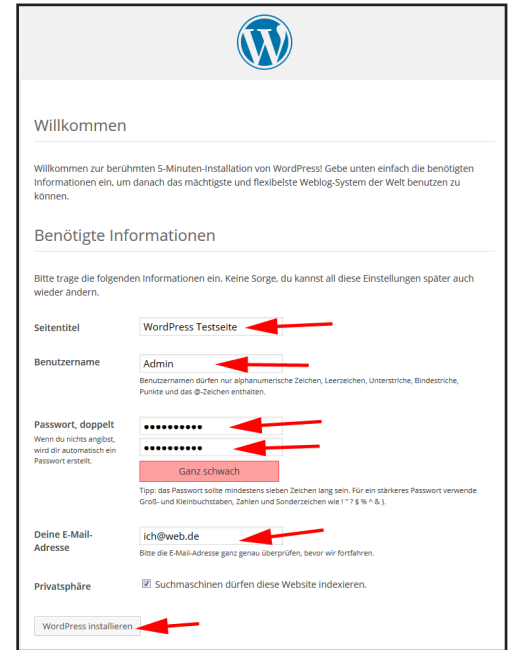 Willkommen
Willkommen zur berühmten 5-Minuten-Installation von WordPress! Gebe unten einfach die benötigten
Informationen ein, um danach das mächtigste und flexibelste Weblog-System der Welt benutzen zu
können.
Benötigte Informationen
Bitte trage die folgenden Informationen ein. Keine Sorge, du kannst all diese Einstellungen später auch
wieder ändern.
Seitentitel
WordPress Testseite
Benutzername
Admin
Benutzernamen dürfen nur alphanumerische Zeichen, Leerzeichen, Unterstriche, Bindestriche,
Punkte und das @-Zeichen enthalten.
Passwort, doppelt
Wenn du nichts angibst,
wird dir automatisch ein
Passwort erstellt.
●●●●●●●●●●
●●●●●●●●●●
Ganz schwach
Tipp: das Passwort sollte mindestens sieben Zeichen lang sein. Für ein stärkeres Passwort verwende
Groß- und Kleinbuchstaben, Zahlen und Sonderzeichen wie ! " ? $ % ^ & ).
Deine E-Mail-
Adresse
ich@web.de
Bitte die E-Mail-Adresse ganz genau überprüfen, bevor wir fortfahren.
Privatsphäre
Suchmaschinen dürfen diese Website indexieren.
WordPress installieren